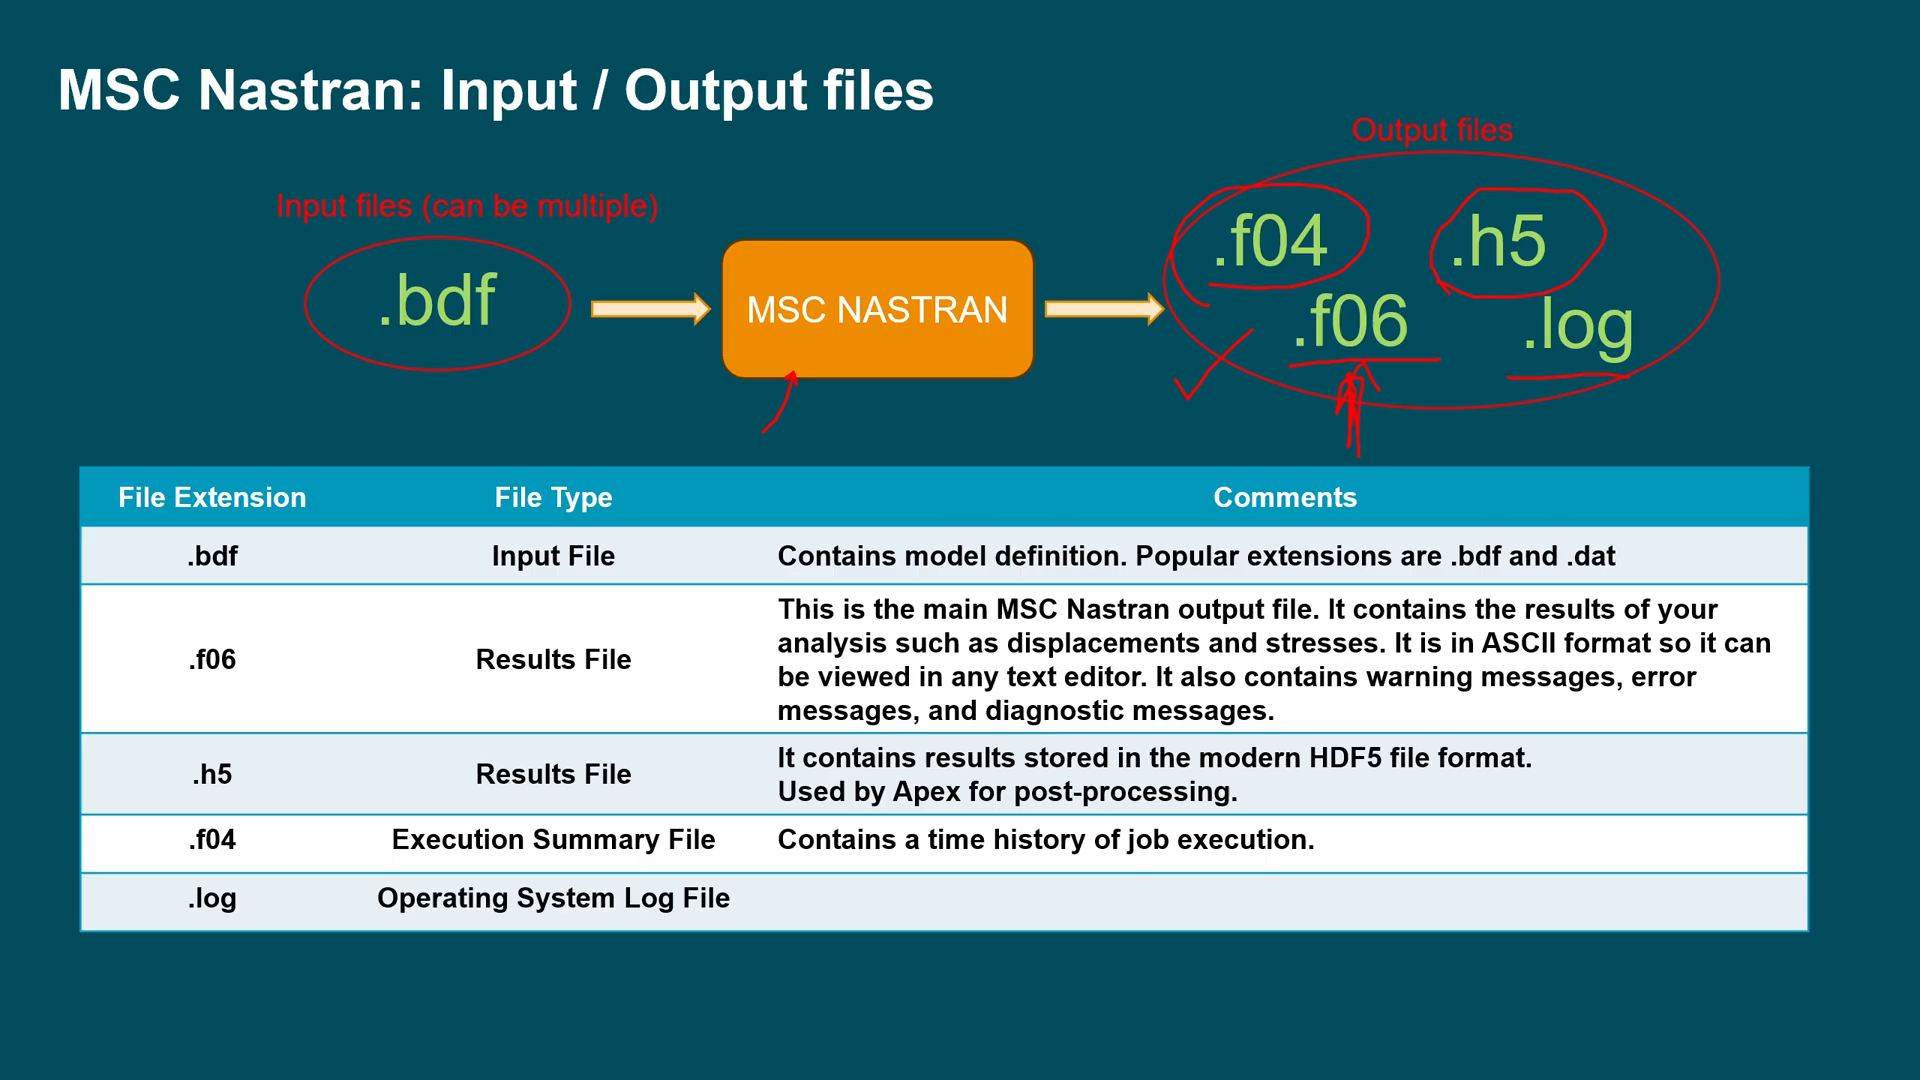 MSC Nastran: Input / Output files
Output files
Input files (can be multiple)
.f04
.h5
.bdf
MSC NASTRAN
.f06
.log
File Extension
File Type
Comments
.bdf
Input File
Contains model definition. Popular extensions are .bdf and .dat
.f06
Results File
This is the main MSC Nastran output file. It contains the results of your
analysis such as displacements and stresses. It is in ASCII format so it can
be viewed in any text editor. It also contains warning messages, error
messages, and diagnostic messages.
.h5
Results File
It contains results stored in the modern HDF5 file format.
Used by Apex for post-processing.
.f04
Execution Summary File
Contains a time history of job execution.
.log
Operating System Log File